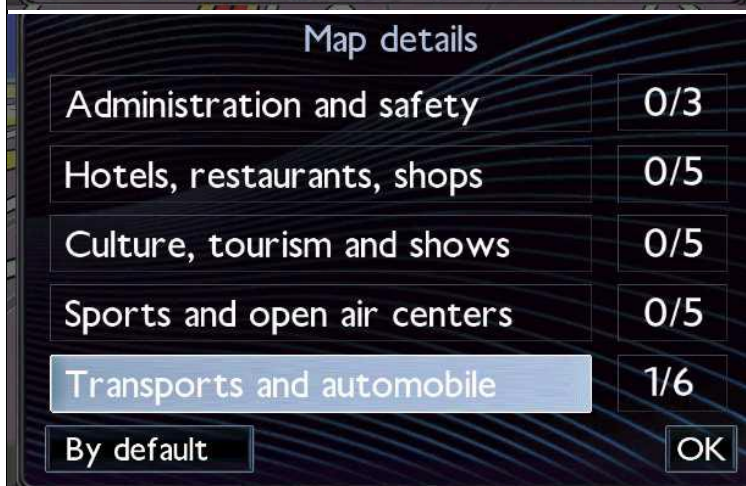 Map details
Administration and safety 0/3
Hotels, restaurants, shops 0/5
Culture, tourism and shows 0/5
Sports and open air centers 0/5
Transports and automobile 1/6
By default OK